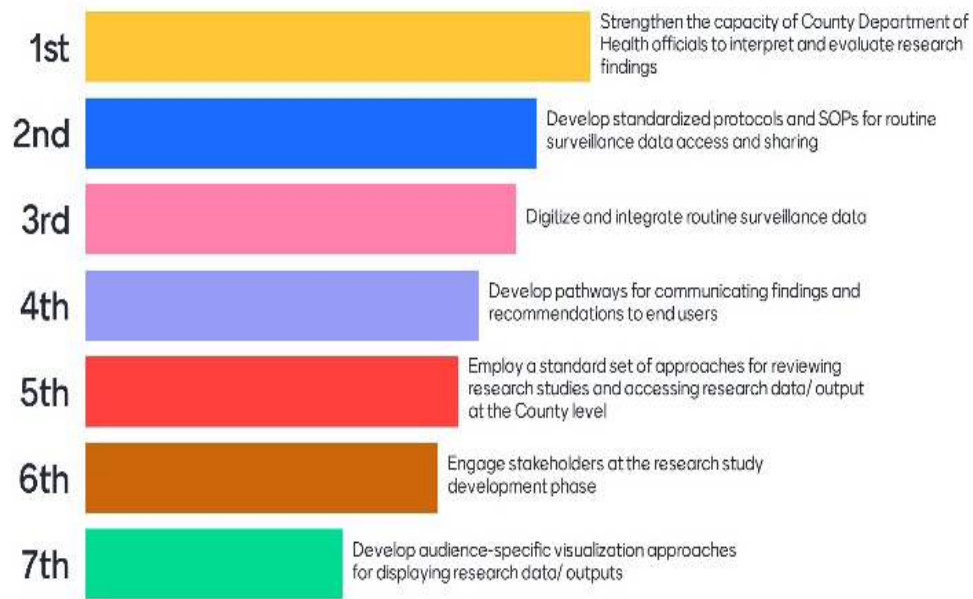 1st
Strengthen the capacity of County Department of
Health officials to interpret and evaluate research
findings
2nd
Develop standardized protocols and SOPs for routine
surveillance data access and sharing
3rd
Digitize and integrate routine surveillance data
4th
Develop pathways for communicating findings and
recommendations to end users
5th
Employ a standard set of approaches for reviewing
research studies and accessing research data/ output
at the County level
6th
Engage stakeholders at the research study
development phase
7th
Develop audience-specific visualization approaches
for displaying research data/ outputs